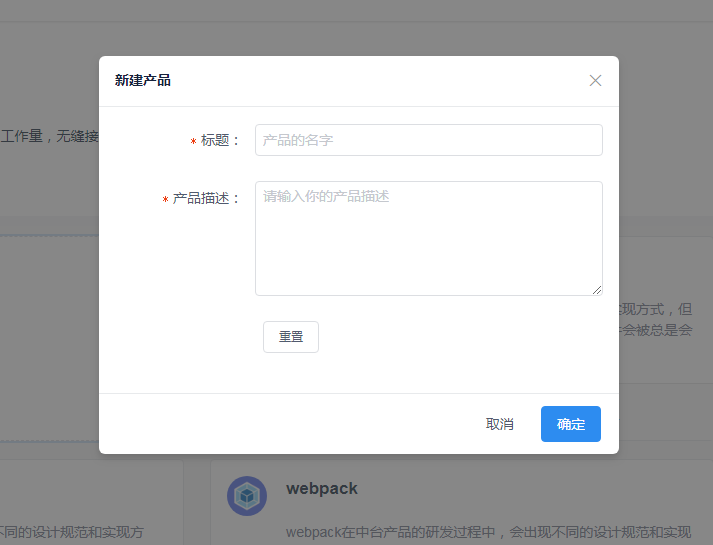 新建产品
工作量，无缝接
* 标题：
产品的名字
* 产品描述：
请输入你的产品描述
现方式，但
会被总是会
重置
取消
确定
webpack
不同的设计规范和实现方
webpack在中台产品的研发过程中，会出现不同的设计规范和实现